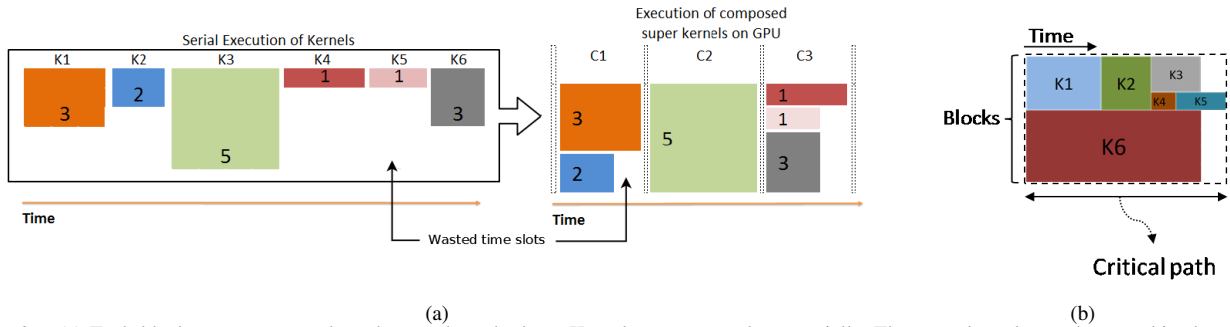 Serial Execution of Kernels
K1 K2 K3 K4 K5 K6
3
2
5
1
1
3
Time
Execution of composed
super kernels on GPU
C1 C2 C3
3
2
5
1
1
3
Time
Wasted time slots
(a)
Time
Blocks
K1
K2
K3
K4
K5
K6
Critical path
(b)